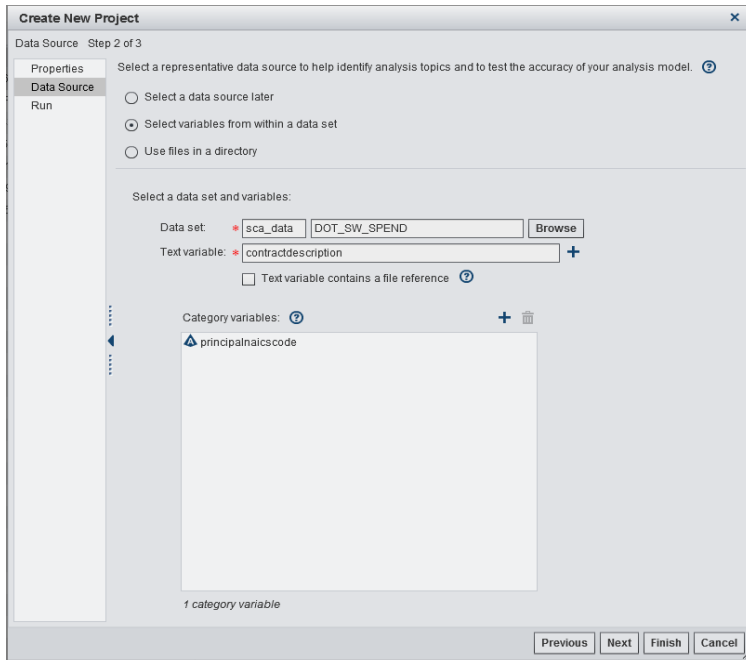 Create New Project
Data Source Step 2 of 3
Properties
Data Source
Run
Select a representative data source to help identify analysis topics and to test the accuracy of your analysis model.
Select a data source later
Select variables from within a data set
Use files in a directory
Select a data set and variables:
Data set: * sca_data DOT_SW_SPEND Browse
Text variable: * contractdescription
Text variable contains a file reference
Category variables:
principalnaicscode
1 category variable
Previous Next Finish Cancel